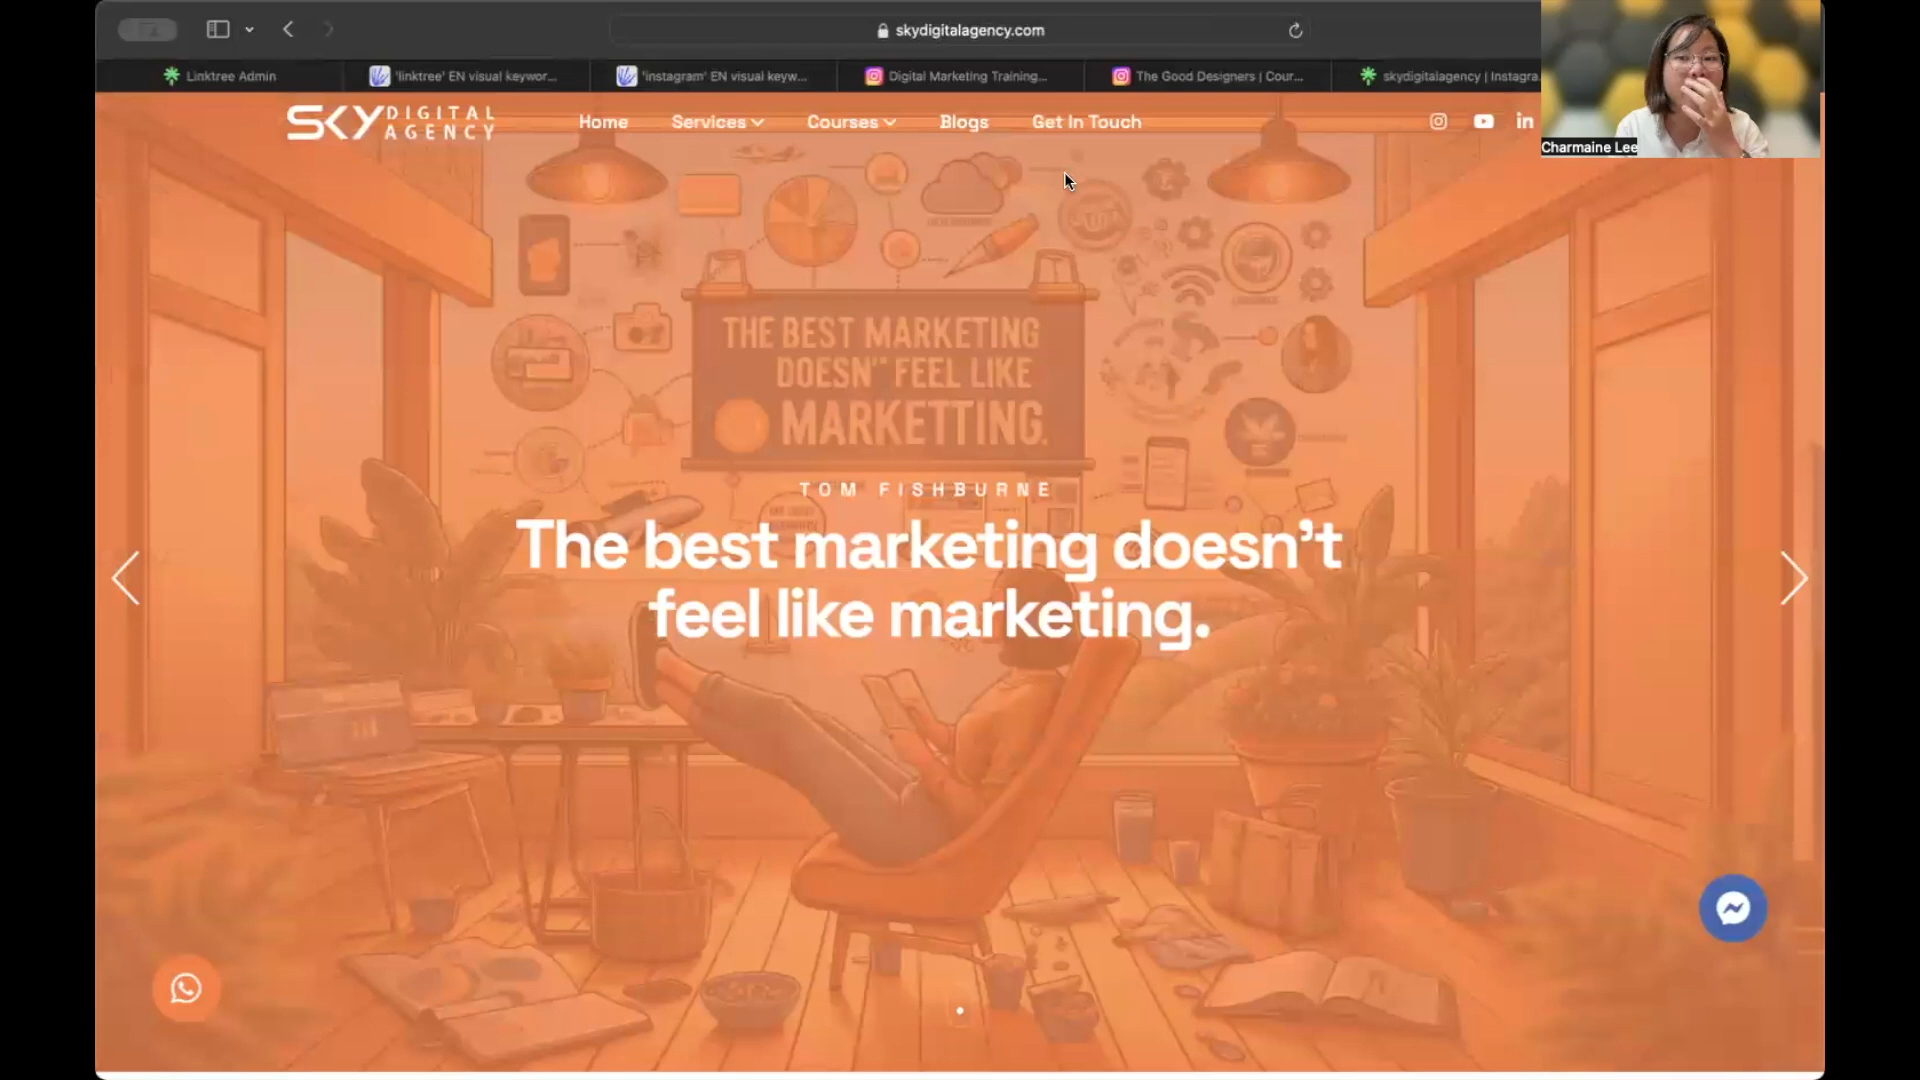 skydigitalagency.com
Linktree Admin
'linktree' EN visual keywor...
'instagram' EN visual keyw...
Digital Marketing Training...
The Good Designers | Cour...
skydigitalagency | Instagra
Charmaine Lee
SKY DIGITAL AGENCY
Home
Services
Courses
Blogs
Get In Touch
THE BEST MARKETING
DOESN'' FEEL LIKE
MARKETTING.
TOM FISHBURNE
The best marketing doesn't
feel like marketing.